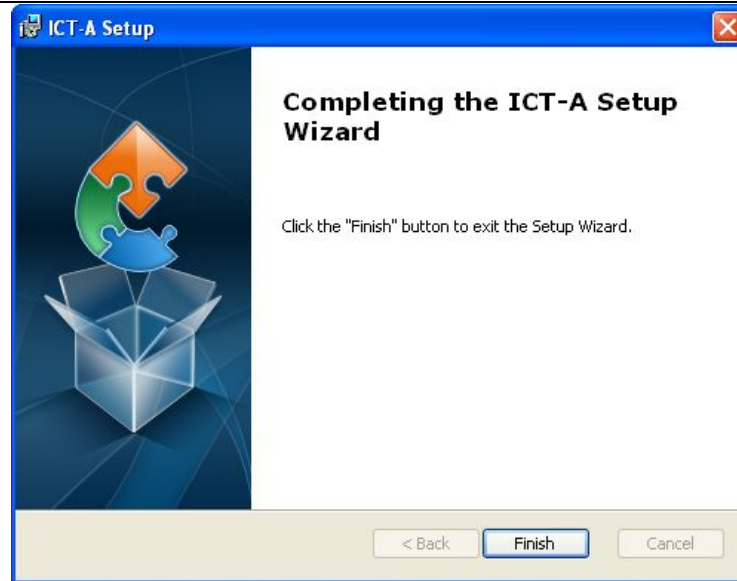 ICT-A Setup
Completing the ICT-A Setup
Wizard
Click the "Finish" button to exit the Setup Wizard.
< Back
Finish
Cancel